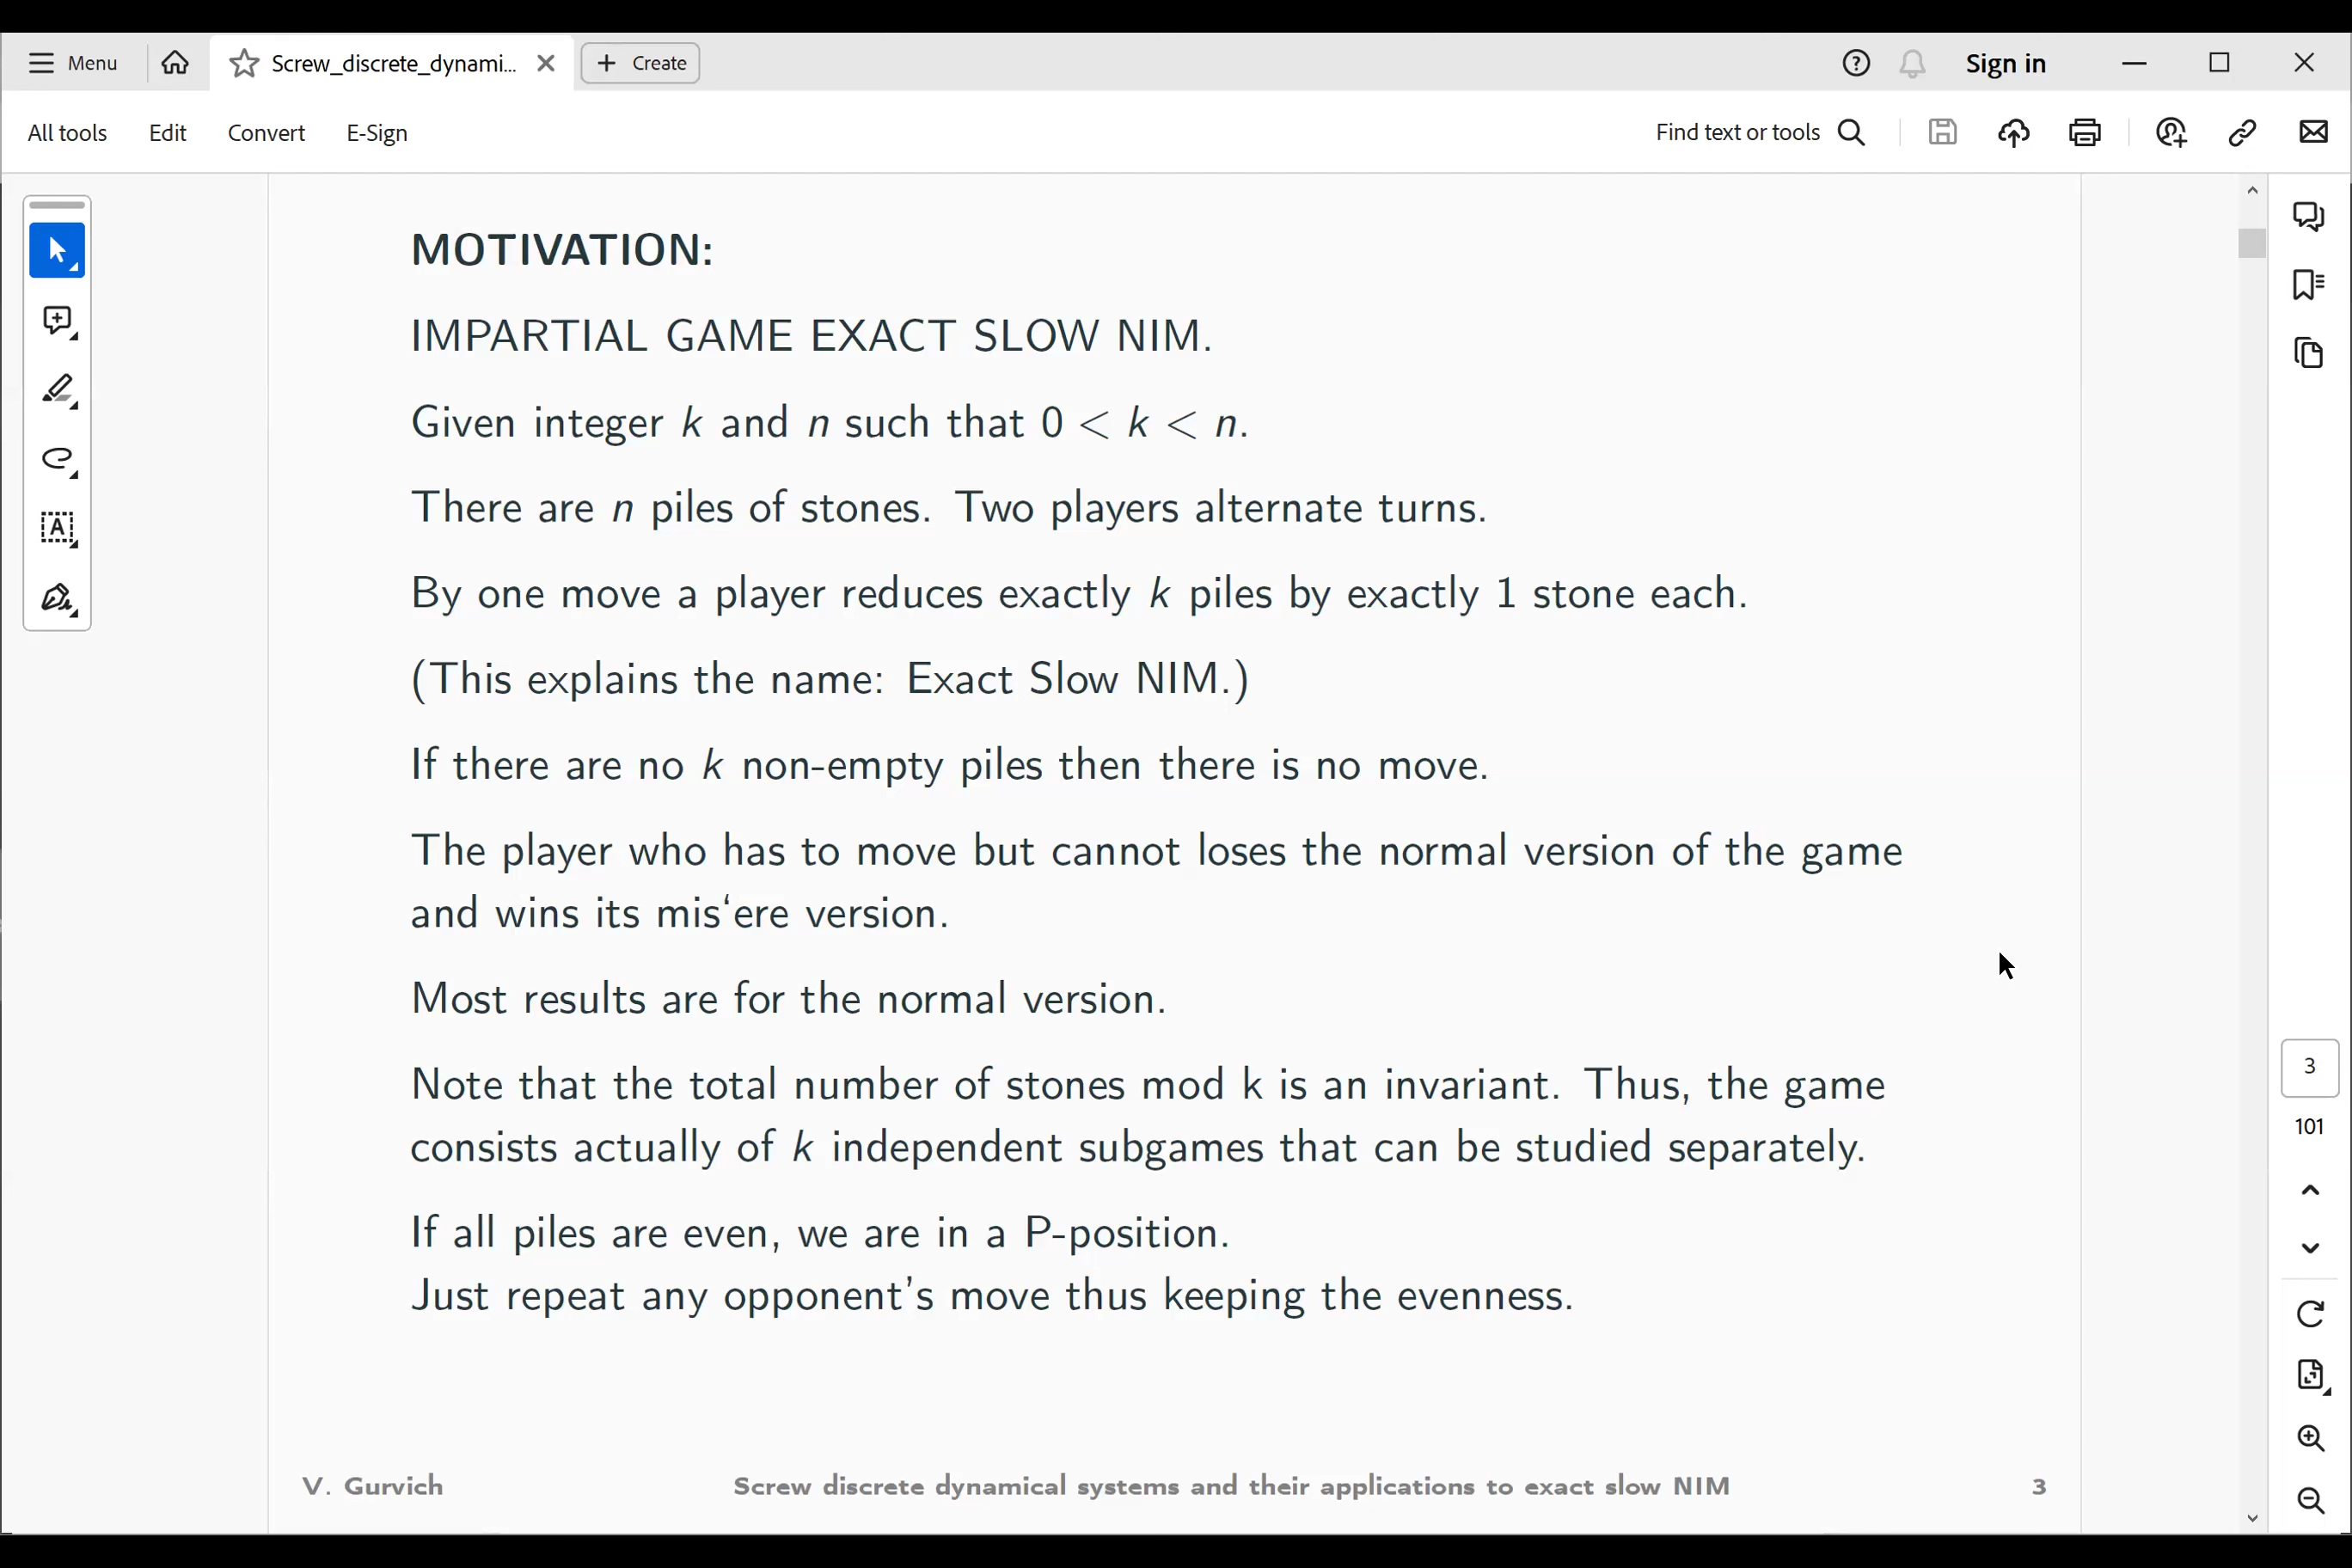 Menu
Screw_discrete_dynami...
Create
Sign in
All tools
Edit
Convert
E-Sign
Find text or tools
MOTIVATION:
IMPARTIAL GAME EXACT SLOW NIM.
Given integer k and n such that 0 < k < n.
There are n piles of stones. Two players alternate turns.
By one move a player reduces exactly k piles by exactly 1 stone each.
(This explains the name: Exact Slow NIM.)
If there are no k non-empty piles then there is no move.
The player who has to move but cannot loses the normal version of the game
and wins its mis‘ere version.
Most results are for the normal version.
Note that the total number of stones mod k is an invariant. Thus, the game
consists actually of k independent subgames that can be studied separately.
If all piles are even, we are in a P-position.
Just repeat any opponent's move thus keeping the evenness.
V. Gurvich
Screw discrete dynamical systems and their applications to exact slow NIM
3
3
101